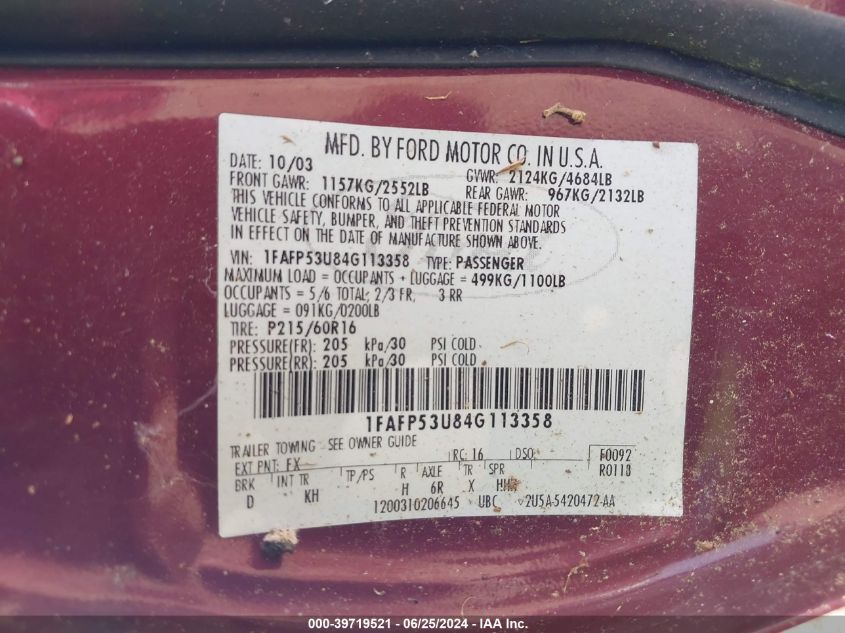 MFD. BY FORD MOTOR CO. IN U.S.A.
DATE: 10/03 GVWR: 2124KG/4684LB
FRONT GAWR: 1157KG/2552LB REAR GAWR: 967KG/2132LB
THIS VEHICLE CONFORMS TO ALL APPLICABLE FEDERAL MOTOR
VEHICLE SAFETY, BUMPER, AND THEFT PREVENTION STANDARDS
IN EFFECT ON THE DATE OF MANUFACTURE SHOWN ABOVE.
VIN: 1FAFP53U84G113358 TYPE: PASSENGER
MAXIMUM LOAD = OCCUPANTS + LUGGAGE = 499KG/1100LB
OCCUPANTS = 5/6 TOTAL; 2/3 FR, 3 RR
LUGGAGE = 091KG/0200LB
TIRE: P215/60R16
PRESSURE(FR): 205 kPa/30 PSI COLD
PRESSURE(RR): 205 kPa/30 PSI COLD
1FAFP53U84G113358
TRAILER TOWING - SEE OWNER GUIDE
EXT PNT: FX RC: 16 DSO: F0092
BRK INT TR TP/PS R AXLE TR SPR R0118
D KH H 6R X
1200310206645 UBC 2U5A-5420472-AA
000-39719521 - 06/25/2024 - IAAI.com